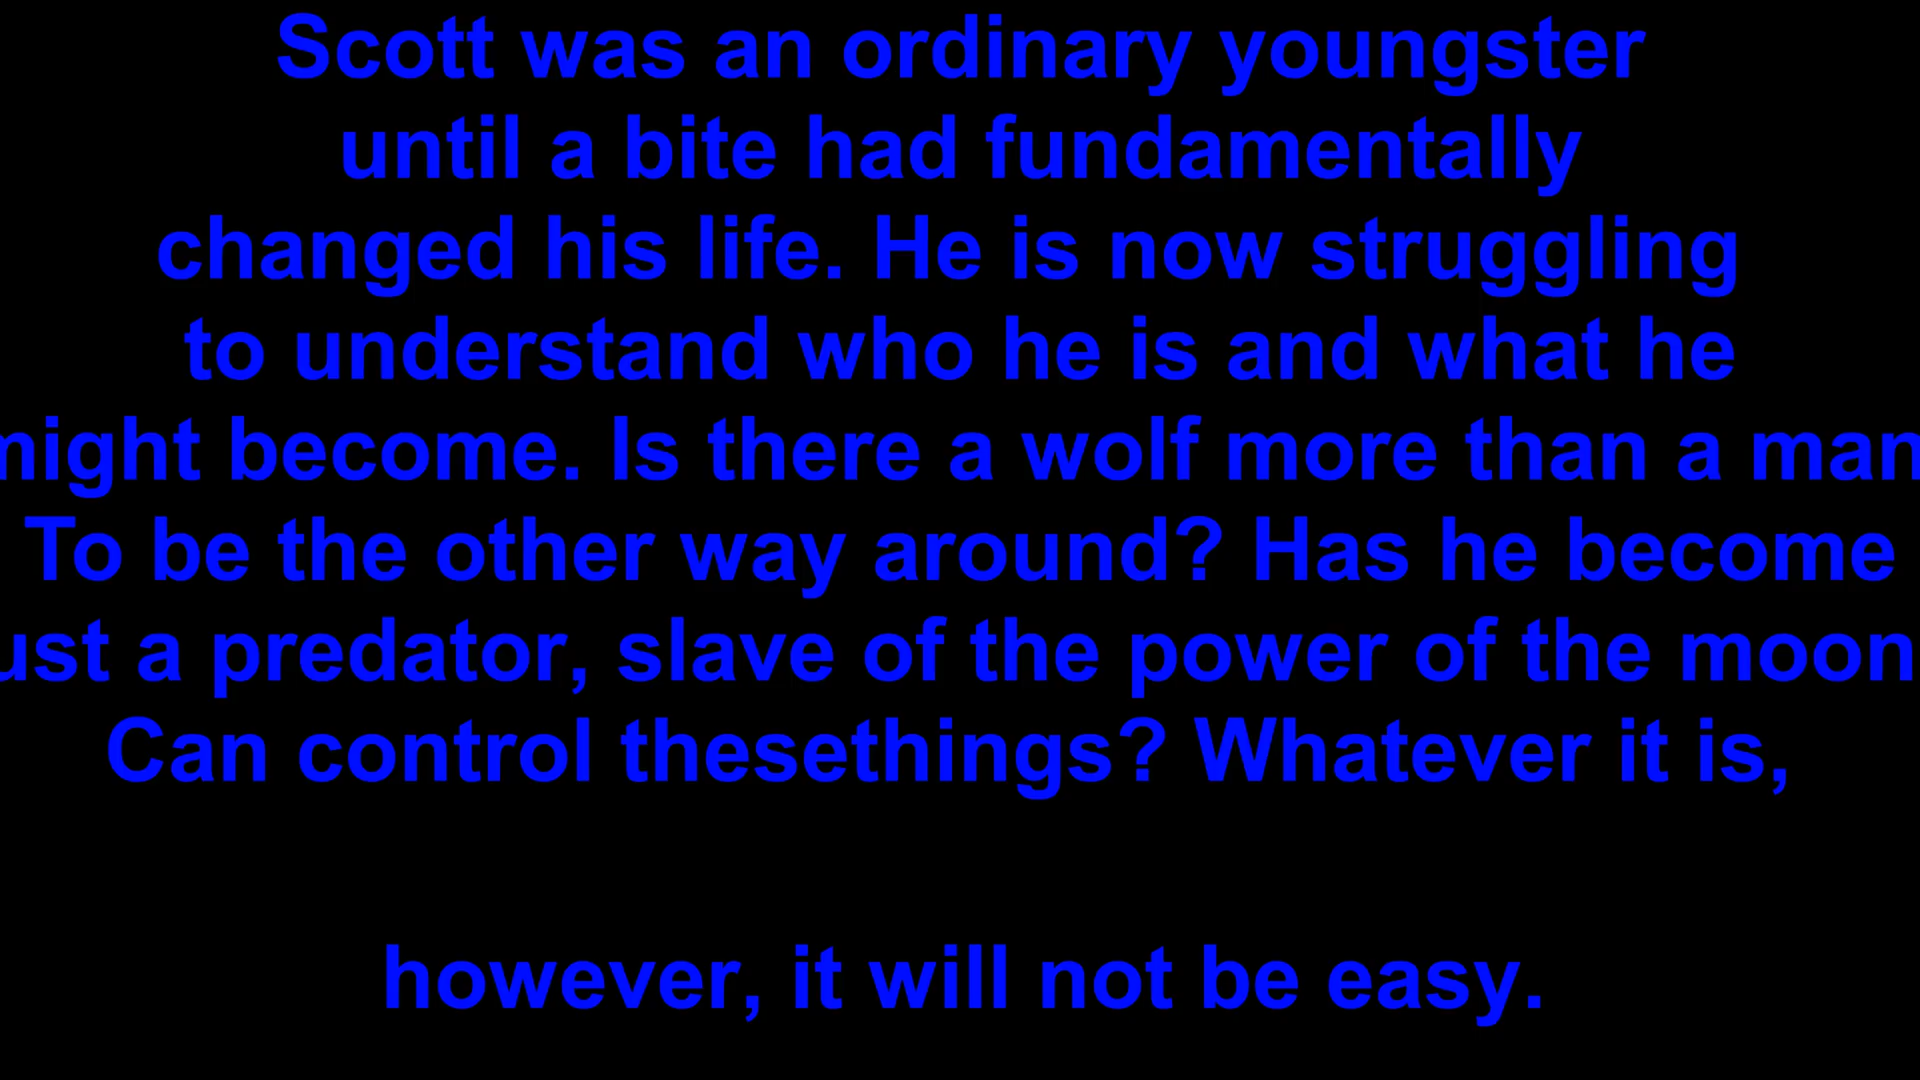 Scott was an ordinary youngster
until a bite had fundamentally
changed his life. He is now struggling
to understand who he is and what he
might become. Is there a wolf more than a man
To be the other way around? Has he become
ust a predator, slave of the power of the moon
Can control thesethings? Whatever it is,
however, it will not be easy.